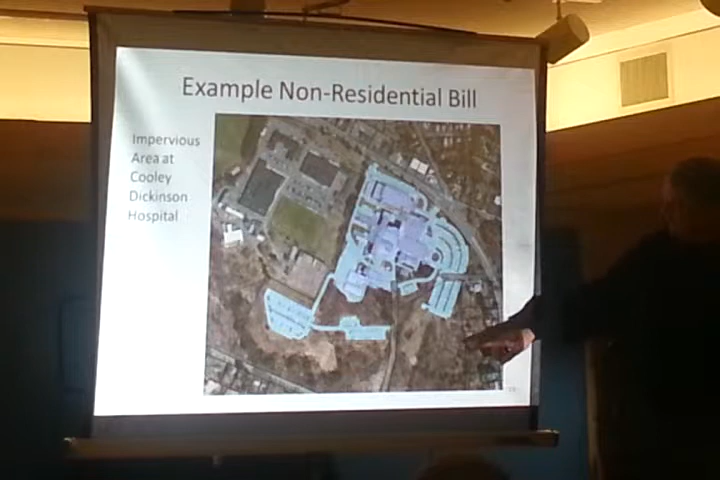 Example Non-Residential Bill
Impervious
Area at
Cooley
Dickinson
Hospital